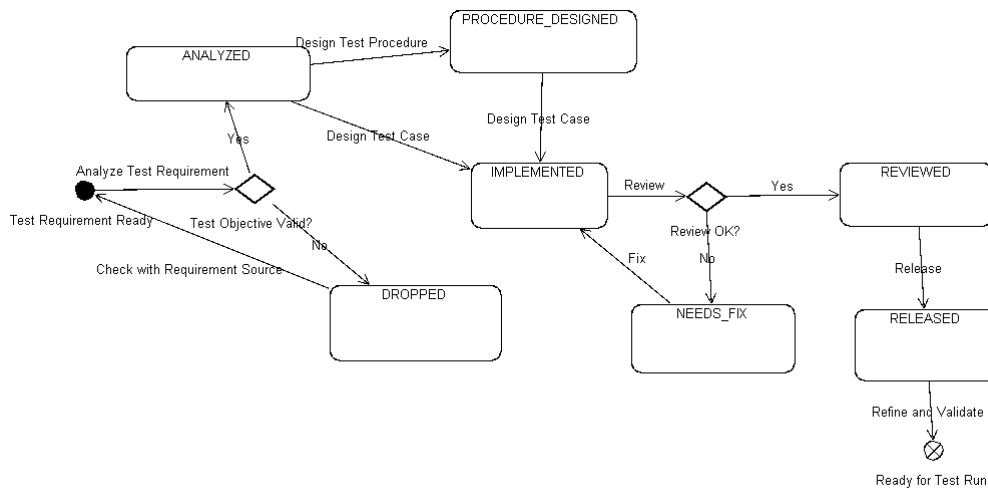 PROCEDURE_DESIGNED
Design Test Procedure
ANALYZED
Design Test Case
Design Test Case
Yes
Analyze Test Requirement
IMPLEMENTED
Review
Yes
REVIEWED
Test Requirement Ready
Test Objective Valid?
Review OK?
No
Check with Requirement Source
Fix
No
Release
DROPPED
NEEDS_FIX
RELEASED
Refine and Validate
Ready for Test Run